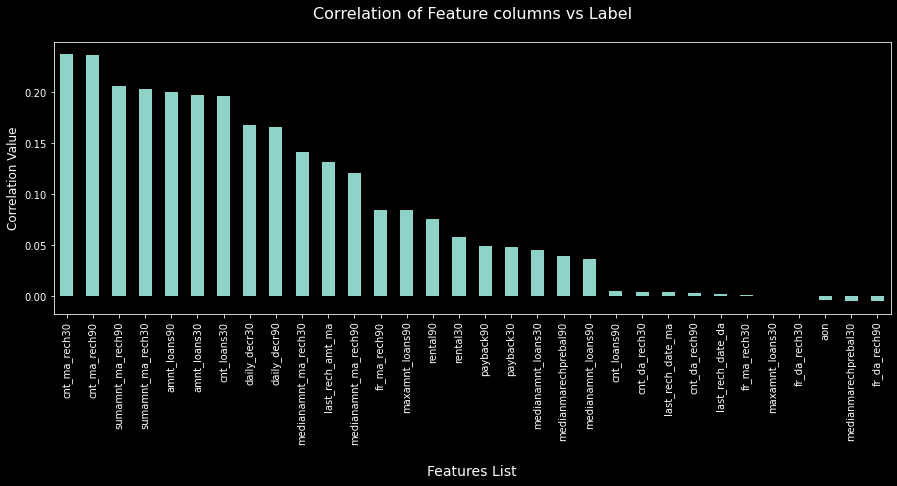 Correlation of Feature columns vs Label
Correlation Value
0.20
0.15
0.10
0.05
0.00
cnt_ma_rech30
cnt_ma_rech90
sumamnt_ma_rech90
sumamnt_ma_rech30
amnt_loans90
amnt_loans30
cnt_loans30
daily_decr30
daily_decr90
medianamnt_ma_rech30
last_rech_amt_ma
medianamnt_ma_rech90
fr_ma_rech90
maxamnt_loans90
rental90
rental30
payback90
payback30
medianamnt_loans30
medianmarechprebal90
medianamnt_loans90
cnt_loans90
cnt_da_rech30
last_rech_date_ma
cnt_da_rech90
last_rech_date_da
fr_ma_rech30
maxamnt_loans30
fr_da_rech30
aon
medianmarechprebal30
fr_da_rech90
Features List